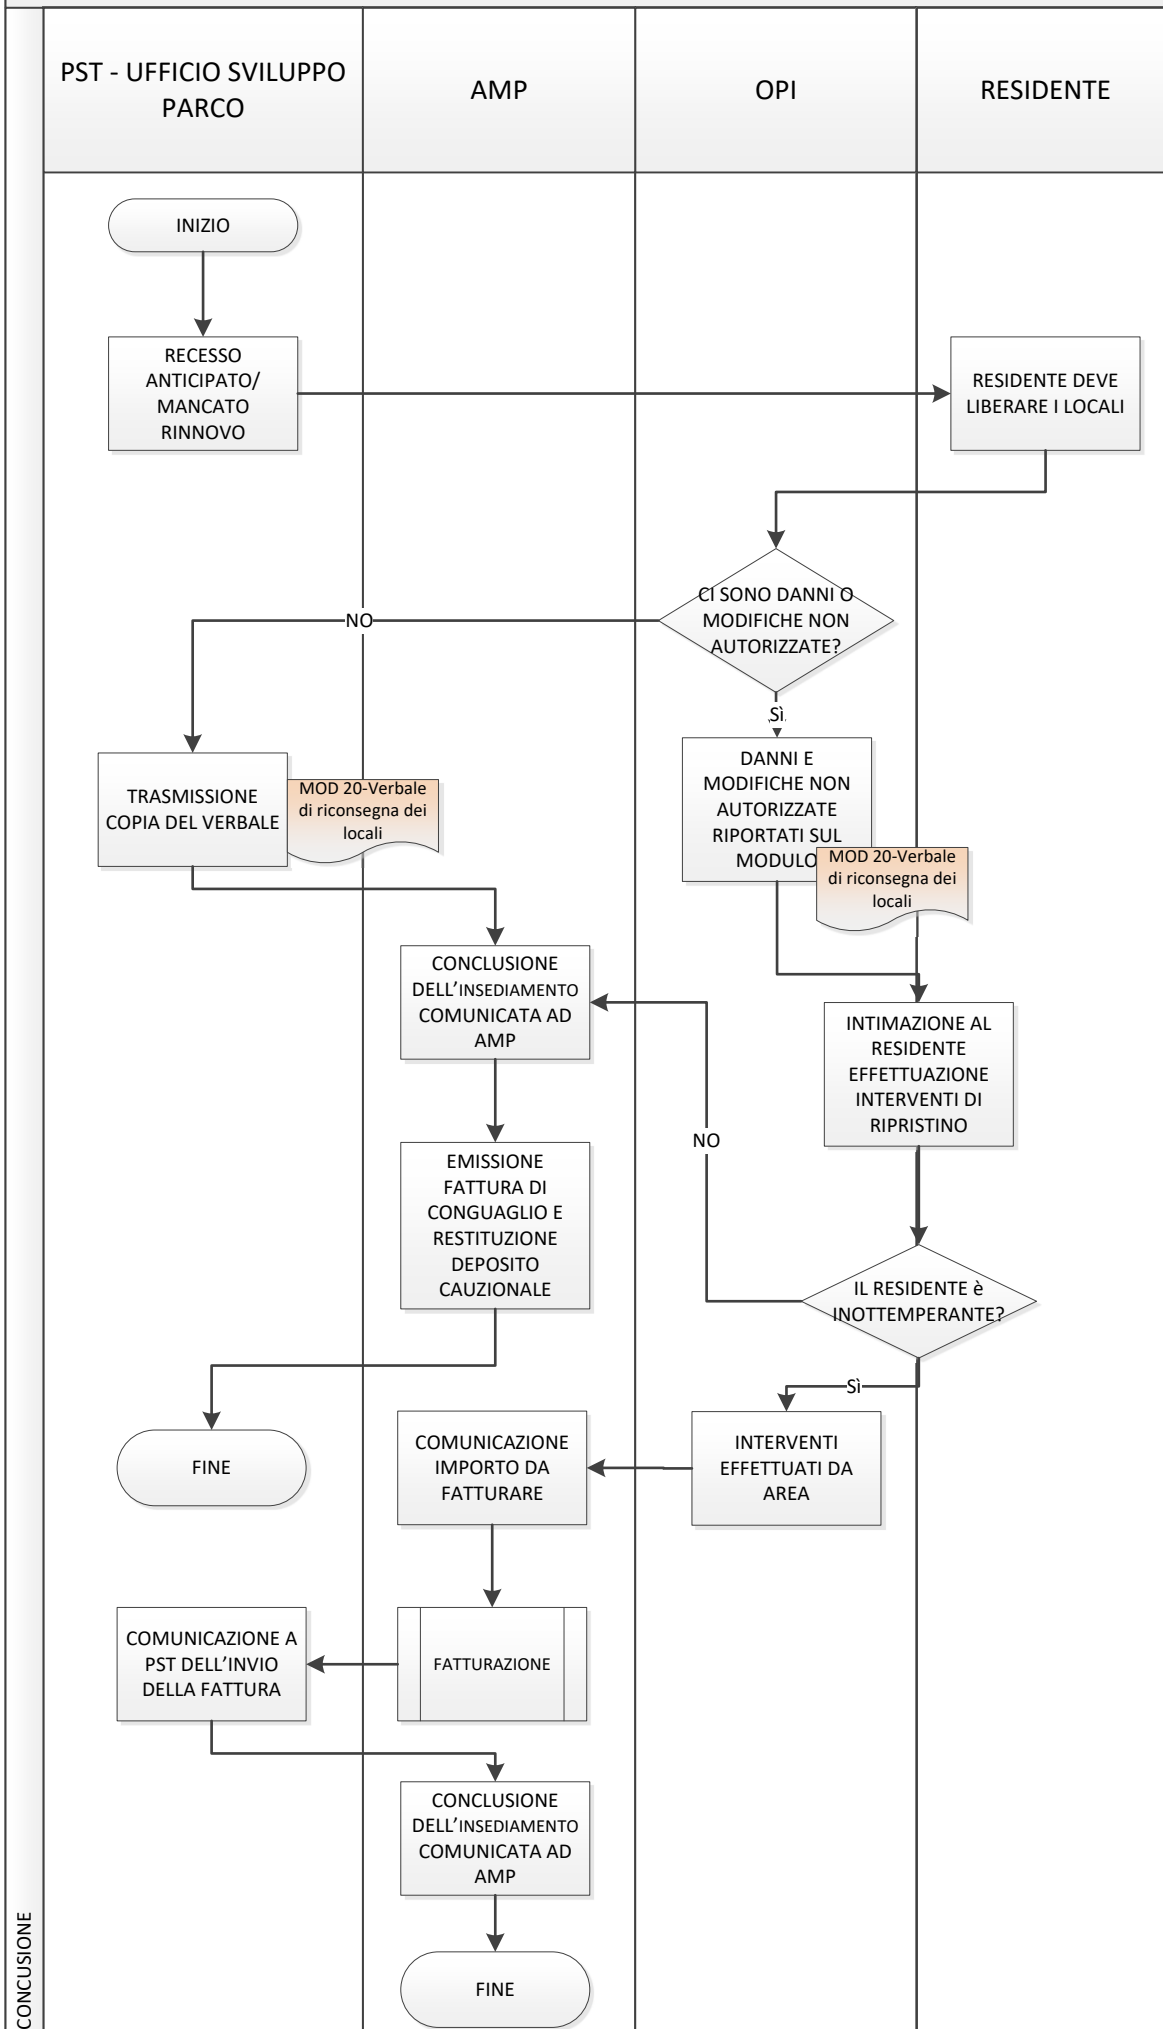 PST - UFFICIO SVILUPPO
PARCO
AMP
OPI
RESIDENTE
INIZIO
RECESSO
ANTICIPATO/
MANCATO
RINNOVO
RESIDENTE DEVE
LIBERARE I LOCALI
CI SONO DANNI O
MODIFICHE NON
AUTORIZZATE?
NO
Sì
TRASMISSIONE
COPIA DEL VERBALE
MOD 20-Verbale
di riconsegna dei
locali
DANNI E
MODIFICHE NON
AUTORIZZATE
RIPORTATI SUL
MODULO
MOD 20-Verbale
di riconsegna dei
locali
CONCLUSIONE
DELL'INSEDIAMENTO
COMUNICATA AD
AMP
INTIMAZIONE AL
RESIDENTE
EFFETTUAZIONE
INTERVENTI DI
RIPRISTINO
NO
EMISSIONE
FATTURA DI
CONGUAGLIO E
RESTITUZIONE
DEPOSITO
CAUZIONALE
IL RESIDENTE è
INOTTEMPERANTE?
Sì
FINE
COMUNICAZIONE
IMPORTO DA
FATTURARE
INTERVENTI
EFFETTUATI DA
AREA
COMUNICAZIONE A
PST DELL'INVIO
DELLA FATTURA
FATTURAZIONE
CONCLUSIONE
DELL'INSEDIAMENTO
COMUNICATA AD
AMP
FINE
CONCUSIONE